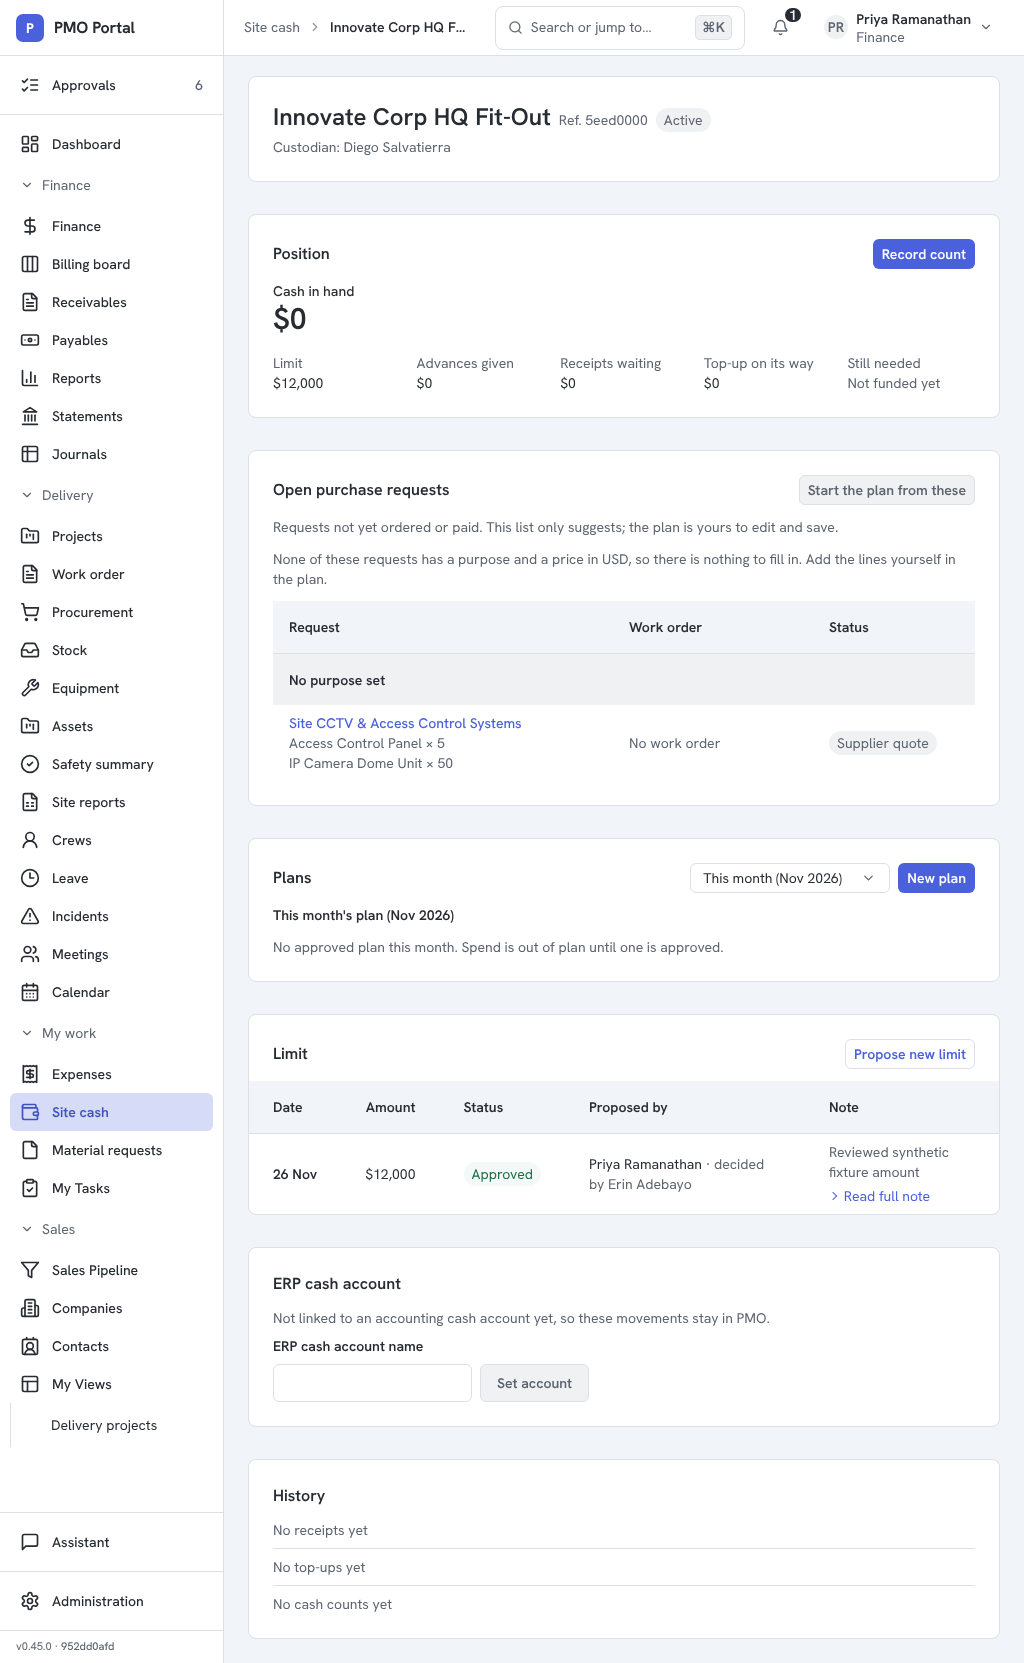 P PMO Portal
Approvals 6
Dashboard
Finance
Finance
Billing board
Receivables
Payables
Reports
Statements
Journals
Delivery
Projects
Work order
Procurement
Stock
Equipment
Assets
Safety summary
Site reports
Crews
Leave
Incidents
Meetings
Calendar
My work
Expenses
Site cash
Material requests
My Tasks
Sales
Sales Pipeline
Companies
Contacts
My Views
Delivery projects
Assistant
Administration
v0.45.0 · 952dd0afd
Site cash > Innovate Corp HQ F...
Search or jump to... ⌘K
1
PR Priya Ramanathan
Finance
Innovate Corp HQ Fit-Out Ref. 5eed0000 Active
Custodian: Diego Salvatierra
Position Record count
Cash in hand
$0
Limit Advances given Receipts waiting Top-up on its way Still needed
$12,000 $0 $0 $0 Not funded yet
Open purchase requests Start the plan from these
Requests not yet ordered or paid. This list only suggests; the plan is yours to edit and save.
None of these requests has a purpose and a price in USD, so there is nothing to fill in. Add the lines yourself in
the plan.
Request Work order Status
No purpose set
Site CCTV & Access Control Systems
Access Control Panel × 5 No work order Supplier quote
IP Camera Dome Unit × 50
Plans This month (Nov 2026) New plan
This month's plan (Nov 2026)
No approved plan this month. Spend is out of plan until one is approved.
Limit Propose new limit
Date Amount Status Proposed by Note
26 Nov $12,000 Approved Priya Ramanathan · decided
by Erin Adebayo
Reviewed synthetic
fixture amount
Read full note
ERP cash account
Not linked to an accounting cash account yet, so these movements stay in PMO.
ERP cash account name
Set account
History
No receipts yet
No top-ups yet
No cash counts yet